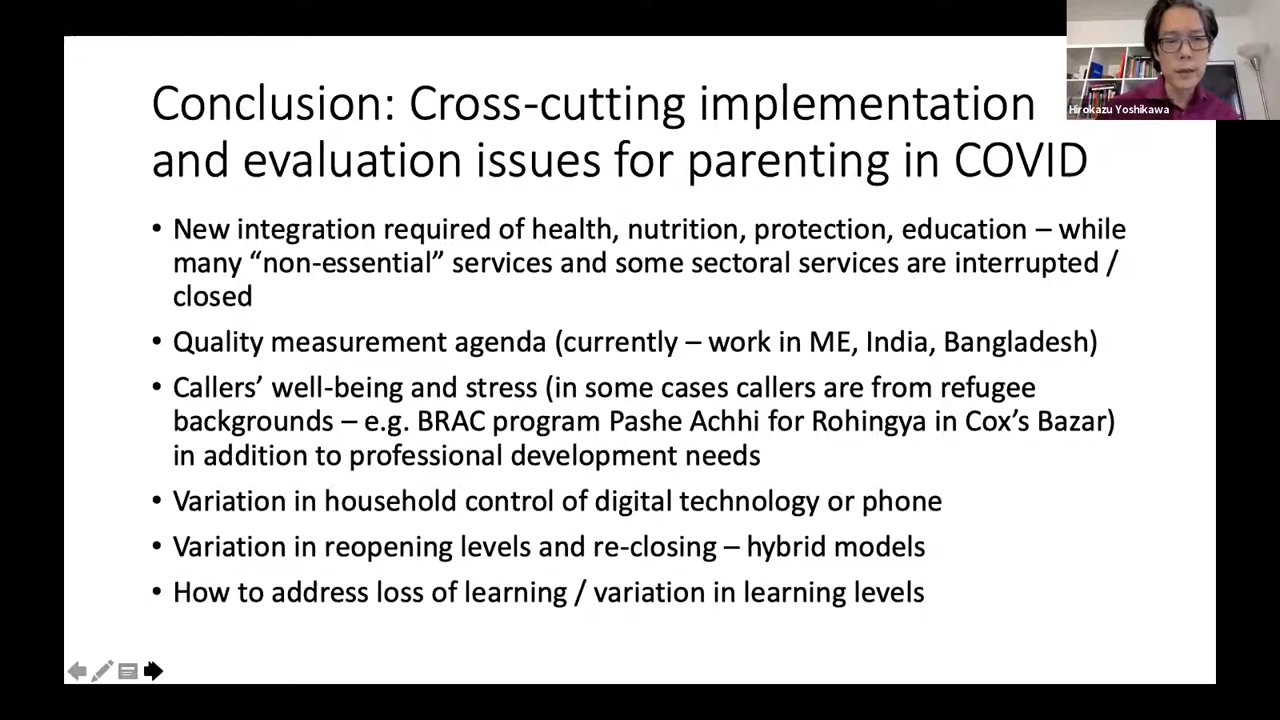 Conclusion: Cross-cutting implementation
and evaluation issues for parenting in COVID
Hirokazu Yoshikawa
• New integration required of health, nutrition, protection, education – while
many “non-essential” services and some sectoral services are interrupted /
closed
• Quality measurement agenda (currently – work in ME, India, Bangladesh)
• Callers’ well-being and stress (in some cases callers are from refugee
backgrounds – e.g. BRAC program Pashe Achhi for Rohingya in Cox’s Bazar)
in addition to professional development needs
• Variation in household control of digital technology or phone
• Variation in reopening levels and re-closing – hybrid models
• How to address loss of learning / variation in learning levels